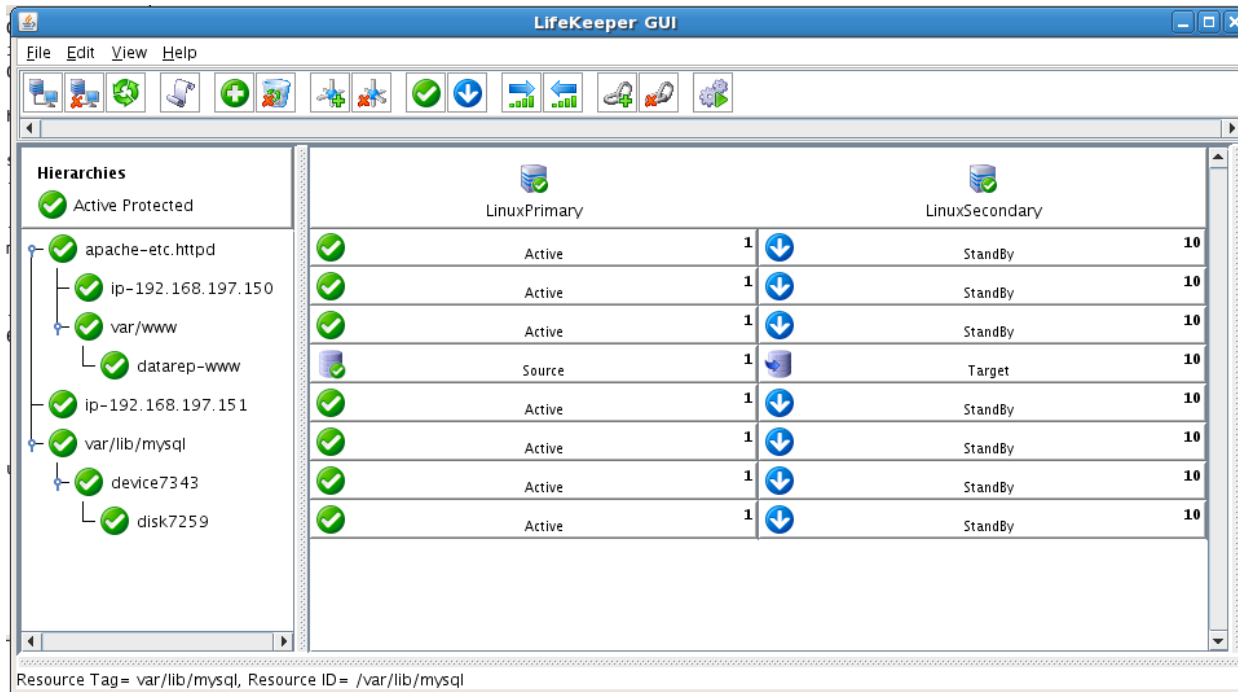 LifeKeeper GUI
File Edit View Help
Hierarchies
Active Protected
LinuxPrimary LinuxSecondary
apache-etc.httpd Active 1 StandBy 10
ip-192.168.197.150 Active 1 StandBy 10
var/www Active 1 StandBy 10
datarep-www Source 1 Target 10
ip-192.168.197.151 Active 1 StandBy 10
var/lib/mysql Active 1 StandBy 10
device7343 Active 1 StandBy 10
disk7259 Active 1 StandBy 10
Resource Tag= var/lib/mysql, Resource ID= /var/lib/mysql